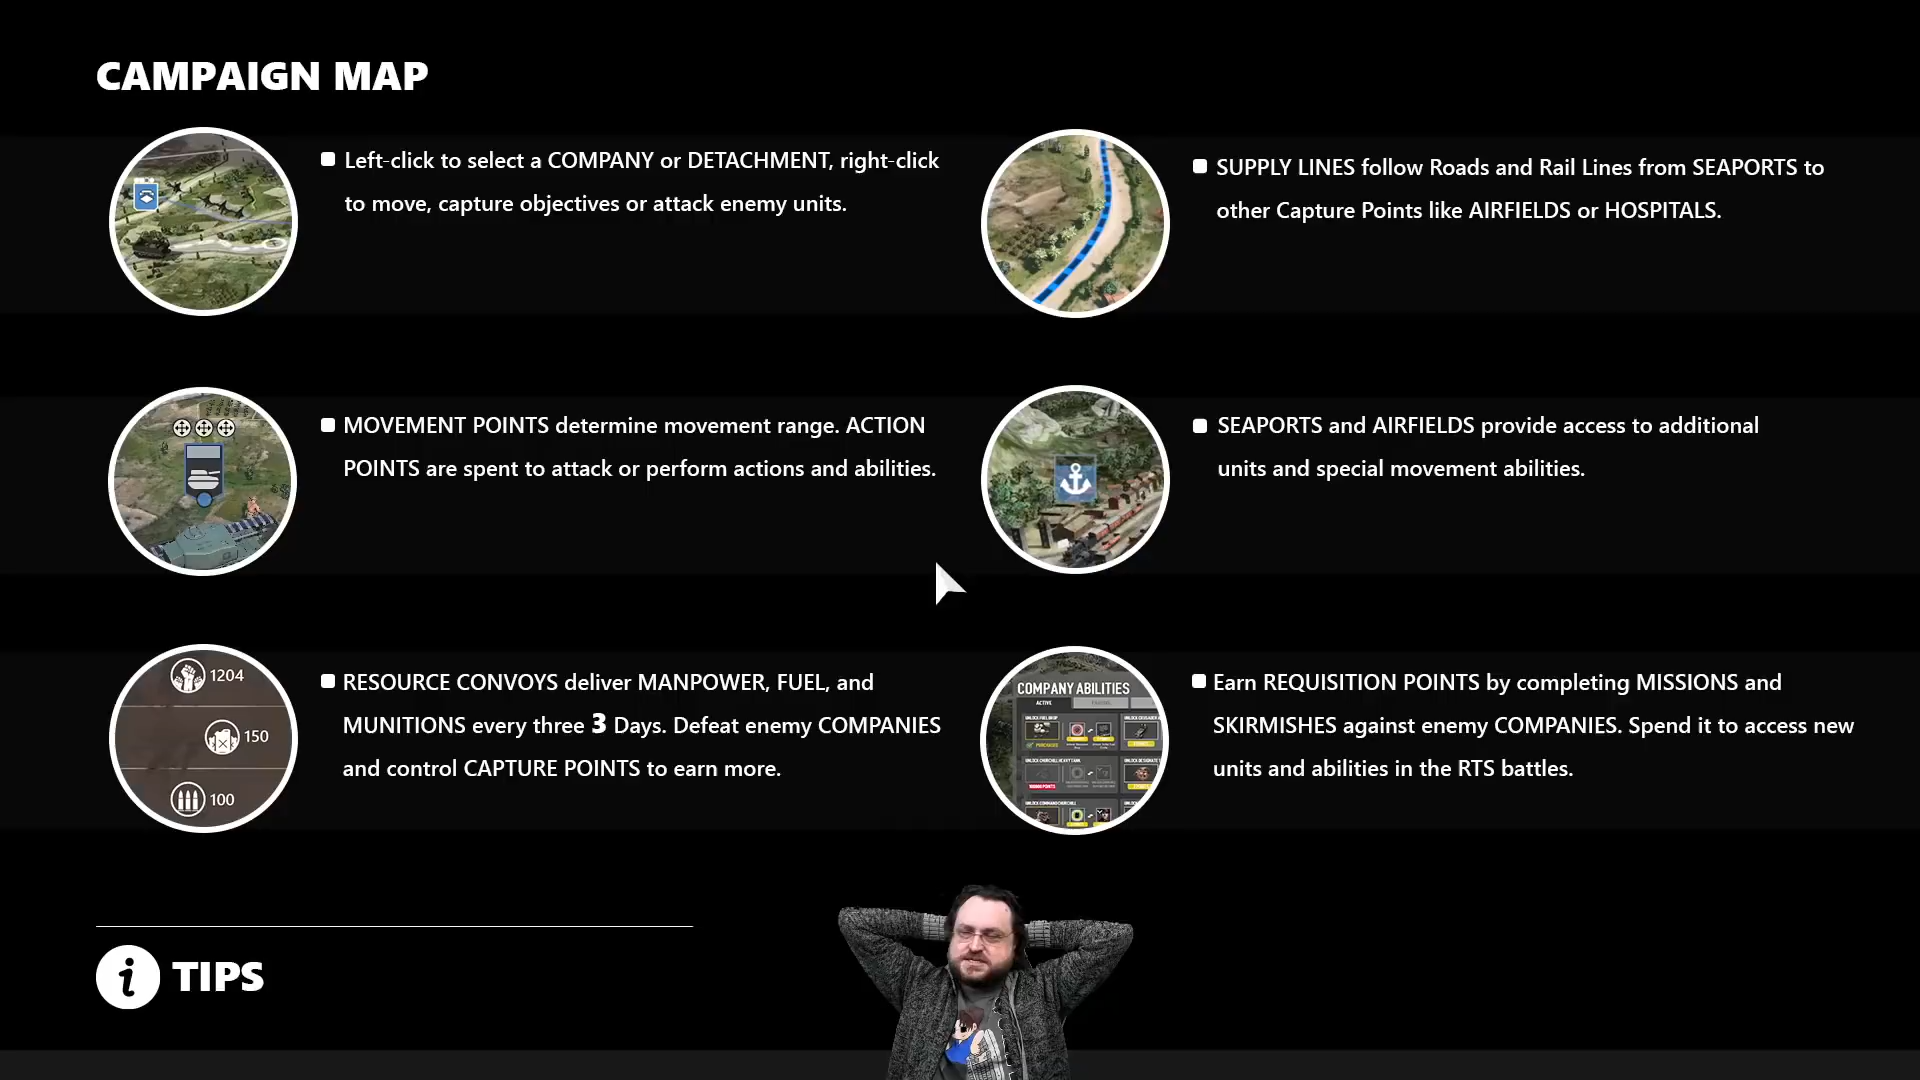 CAMPAIGN MAP
Left-click to select a COMPANY or DETACHMENT, right-click
to move, capture objectives or attack enemy units.
SUPPLY LINES follow Roads and Rail Lines from SEAPORTS to
other Capture Points like AIRFIELDS or HOSPITALS.
MOVEMENT POINTS determine movement range. ACTION
POINTS are spent to attack or perform actions and abilities.
SEAPORTS and AIRFIELDS provide access to additional
units and special movement abilities.
1204
150
100
RESOURCE CONVOYS deliver MANPOWER, FUEL, and
MUNITIONS every three 3 Days. Defeat enemy COMPANIES
and control CAPTURE POINTS to earn more.
COMPANY ABILITIES
ACTIVE
Earn REQUISITION POINTS by completing MISSIONS and
SKIRMISHES against enemy COMPANIES. Spend it to access new
units and abilities in the RTS battles.
i TIPS